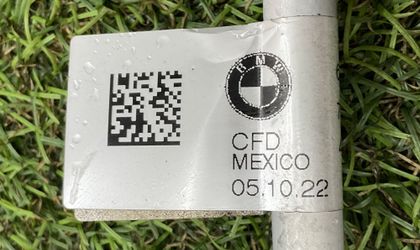 BMW
CFD
MEXICO
05.10.22